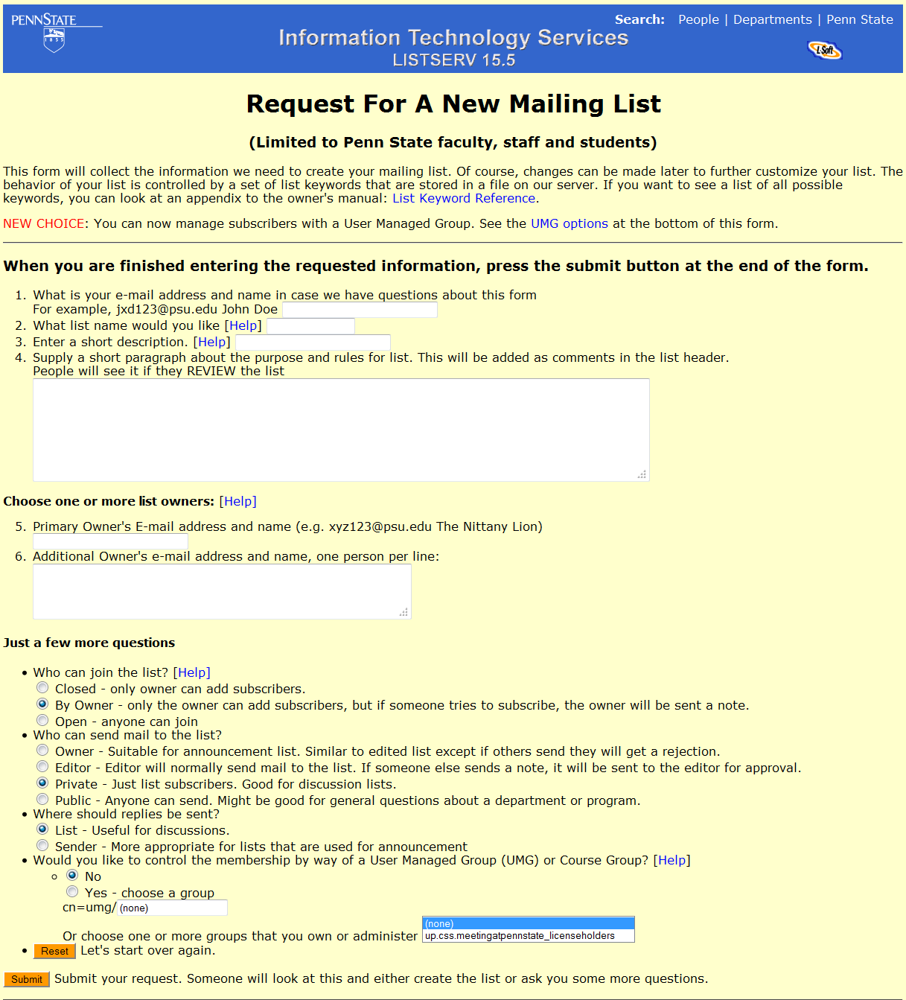 PENNSTATE
1855
Search: People | Departments | Penn State
Information Technology Services
LISTSERV 15.5
L-Soft
Request For A New Mailing List
(Limited to Penn State faculty, staff and students)
This form will collect the information we need to create your mailing list. Of course, changes can be made later to further customize your list. The
behavior of your list is controlled by a set of list keywords that are stored in a file on our server. If you want to see a list of all possible
keywords, you can look at an appendix to the owner's manual: List Keyword Reference.
NEW CHOICE: You can now manage subscribers with a User Managed Group. See the UMG options at the bottom of this form.
When you are finished entering the requested information, press the submit button at the end of the form.
1. What is your e-mail address and name in case we have questions about this form
For example, jxd123@psu.edu John Doe
2. What list name would you like [Help]
3. Enter a short description. [Help]
4. Supply a short paragraph about the purpose and rules for list. This will be added as comments in the list header.
People will see it if they REVIEW the list
Choose one or more list owners: [Help]
5. Primary Owner's E-mail address and name (e.g. xyz123@psu.edu The Nittany Lion)
6. Additional Owner's e-mail address and name, one person per line:
Just a few more questions
• Who can join the list? [Help]
Closed - only owner can add subscribers.
By Owner - only the owner can add subscribers, but if someone tries to subscribe, the owner will be sent a note.
Open - anyone can join
• Who can send mail to the list?
Owner - Suitable for announcement list. Similar to edited list except if others send they will get a rejection.
Editor - Editor will normally send mail to the list. If someone else sends a note, it will be sent to the editor for approval.
Private - Just list subscribers. Good for discussion lists.
Public - Anyone can send. Might be good for general questions about a department or program.
• Where should replies be sent?
List - Useful for discussions.
Sender - More appropriate for lists that are used for announcement
• Would you like to control the membership by way of a User Managed Group (UMG) or Course Group? [Help]
No
Yes - choose a group
cn=umg/ (none)
(none)
Or choose one or more groups that you own or administer up.css.meetingatpennstate_licenseholders
• Reset Let's start over again.
Submit Submit your request. Someone will look at this and either create the list or ask you some more questions.